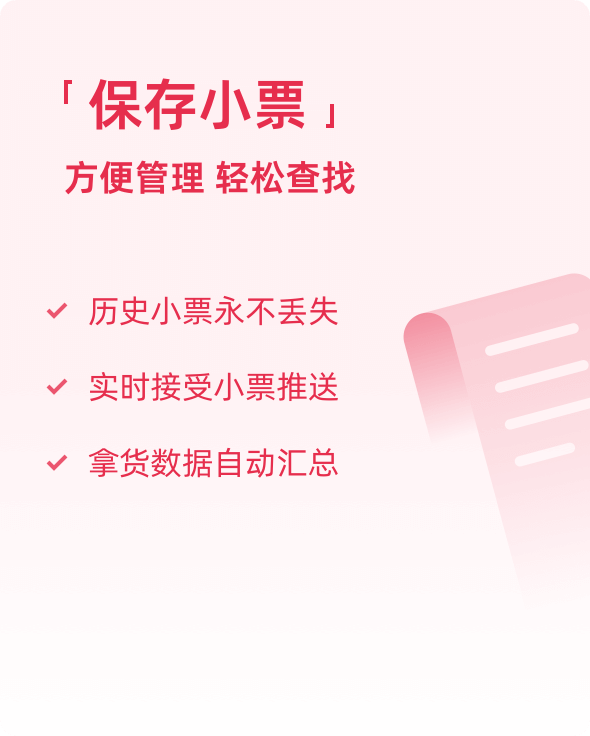 「保存小票」
方便管理 轻松查找
历史小票永不丢失
实时接受小票推送
拿货数据自动汇总